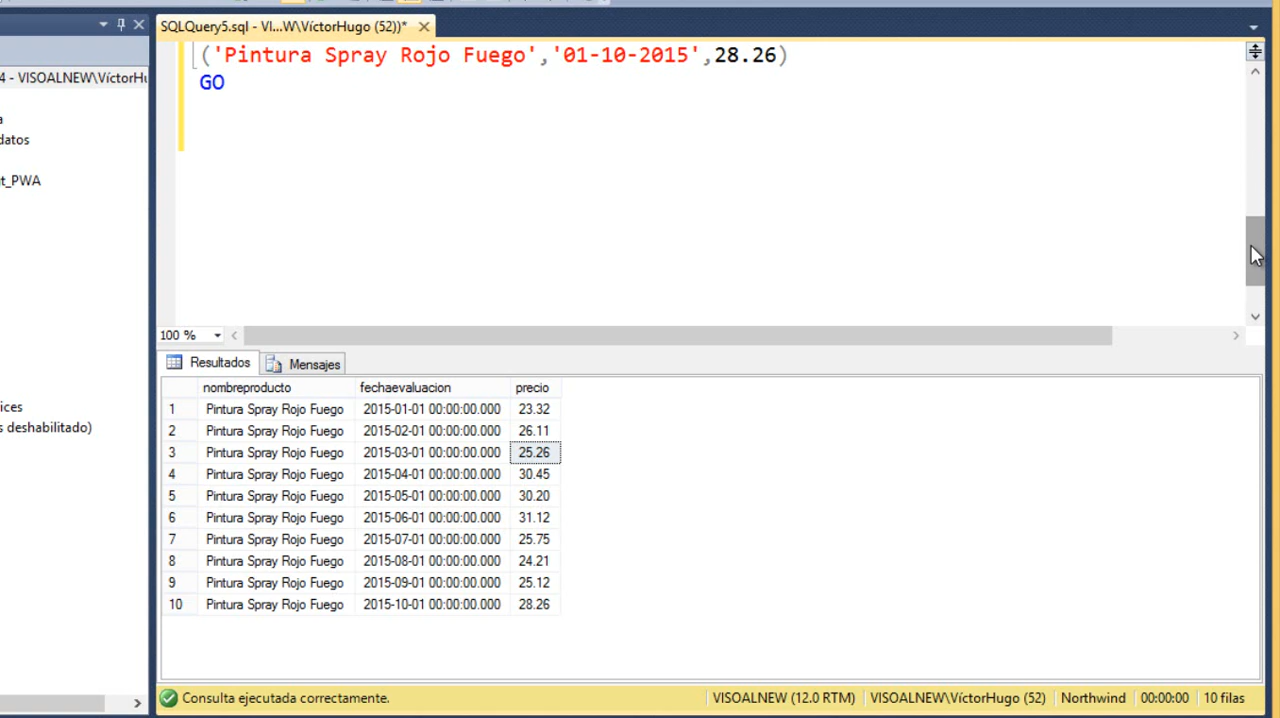 SQLQuery5.sql - VI...W\VíctorHugo (52))*
4 - VISOALNEW\VíctorHu
('Pintura Spray Rojo Fuego','01-10-2015',28.26)
GO
a
datos
t_PWA
ices
s deshabilitado)
100 %
Resultados Mensajes
nombreproducto fechaevaluacion precio
1 Pintura Spray Rojo Fuego 2015-01-01 00:00:00.000 23.32
2 Pintura Spray Rojo Fuego 2015-02-01 00:00:00.000 26.11
3 Pintura Spray Rojo Fuego 2015-03-01 00:00:00.000 25.26
4 Pintura Spray Rojo Fuego 2015-04-01 00:00:00.000 30.45
5 Pintura Spray Rojo Fuego 2015-05-01 00:00:00.000 30.20
6 Pintura Spray Rojo Fuego 2015-06-01 00:00:00.000 31.12
7 Pintura Spray Rojo Fuego 2015-07-01 00:00:00.000 25.75
8 Pintura Spray Rojo Fuego 2015-08-01 00:00:00.000 24.21
9 Pintura Spray Rojo Fuego 2015-09-01 00:00:00.000 25.12
10 Pintura Spray Rojo Fuego 2015-10-01 00:00:00.000 28.26
Consulta ejecutada correctamente. VISOALNEW (12.0 RTM) VISOALNEW\VíctorHugo (52) Northwind 00:00:00 10 filas